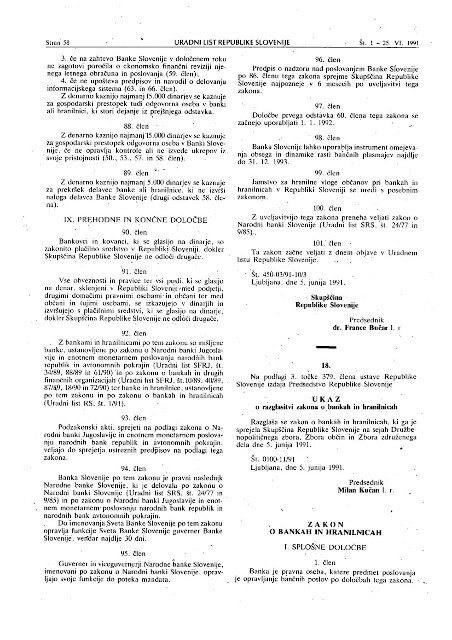 Stran 58
URADNI LIST REPUBLIKE SLOVENIJE
Št. 1 – 25. VI. 1991
3. če na zahtevo Banke Slovenije v določenem roku
ne zagotovi poročila o ekonomsko finančni reviziji nje-
nega letnega obračuna in poslovanja (59. člen);
4. če ne upošteva predpisov in navodil o delovanju
informacijskega sistema (63. in 66. člen).
Z denarno kaznijo najmanj 15.000 dinarjev se kaznuje
za gospodarski prestopek tudi odgovorna oseba v banki
ali hranilnici, ki stori dejanje iz prejšnjega odstavka.
88. člen
Z denarno kaznijo najmanj 15.000 dinarjev se kaznuje
za gospodarski prestopek odgovorna oseba v Banki Slove-
nije, če ne opravlja kontrole ali ne izvede ukrepov iz
svoje pristojnosti (50., 53., 57. in 58. člen).
89. člen
Z denarno kaznijo najmanj 5.000 dinarjev se kaznuje
za prekršek delavec banke ali hranilnice, ki ne izvrši
naloga delavca Banke Slovenije (drugi odstavek 58. čle-
na).
IX. PREHODNE IN KONČNE DOLOČBE
90. člen
Bankovci in kovanci, ki se glasijo na dinarje, so
zakonito plačilno sredstvo v Republiki Sloveniji, dokler
Skupščina Republike Slovenije ne odloči drugače.
91. člen
Vse obveznosti in pravice ter vsi posli, ki se glasijo
na denar, sklenjeni v Republiki Sloveniji med podjetji,
drugimi domačimi pravnimi osebami in občani ter med
občani in tujimi osebami, se izkazujejo v dinarjih in
izvršujejo s plačilnimi sredstvi, ki se glasijo na dinarje,
dokler Skupščina Republike Slovenije ne odloči drugače.
92. člen
Z bankami in hranilnicami po tem zakonu so mišljene
banke, ustanovljene po zakonu o Narodni banki Jugosla-
vije in enotnem monetarnem poslovanju narodnih bank
republik in avtonomnih pokrajin (Uradni list SFRJ, št.
34/89, 88/89 in 61/90) in po zakonu o bankah in drugih
finančnih organizacijah (Uradni list SFRJ, št.10/89, 40/89,
87/89, 18/90 in 72/90) ter banke in hranilnice, ustanovljene
po tem zakonu in po zakonu o bankah in hranilnicah
(Uradni list RS, št. 1/91).
93. člen
Podzakonski akti, sprejeti na podlagi zakona o Na-
rodni banki Jugoslavije in enotnem monetarnem poslova-
nju narodnih bank republik in avtonomnih pokrajin,
veljajo do sprejetja ustreznih predpisov na podlagi tega
zakona.
94. člen
Banka Slovenije po tem zakonu je pravna naslednica
Narodne banke Slovenije, ki je delovala po zakonu o
Narodni banki Slovenije (Uradni list SRS, št. 24/77 in
9/85) in po zakonu o Narodni banki Jugoslavije in enot-
nem monetarnem poslovanju narodnih bank republik in
narodnih bank avtonomnih pokrajin.
Do imenovanja Sveta Banke Slovenije po tem zakonu
opravlja funkcije Sveta Banke Slovenije guverner Banke
Slovenije, vendar najdlje 30 dni.
95. člen
Guverner in viceguvernerji Narodne banke Slovenije,
imenovani po zakonu o Narodni banki Slovenije, oprav-
ljajo svoje funkcije do poteka mandata.
96. člen
Predpis o nadzoru nad poslovanjem Banke Slovenije
po 86. členu tega zakona sprejme Skupščina Republike
Slovenije najpozneje v 6 mesecih po uveljavitvi tega
zakona.
97. člen
Določbe prvega odstavka 60. člena tega zakona se
začnejo uporabljati 1. 1. 1992.
98. člen
Banka Slovenije lahko uporablja instrument omejeva-
nja obsega in dinamike rasti bančnih plasmajev najdlje
do 31. 12. 1993.
99. člen
Jamstvo za hranilne vloge občanov pri bankah in
hranilnicah v Republiki Sloveniji se uredi s posebnim
zakonom.
100. člen
Z uveljavitvijo tega zakona preneha veljati zakon o
Narodni banki Slovenije (Uradni list SRS, št. 24/77 in
9/85).
101. člen
Ta zakon začne veljati z dnem objave v Uradnem
listu Republike Slovenije.
Št. 450-03/91-10/3
Ljubljana, dne 5. junija 1991.
Skupščina
Republike Slovenije
Predsednik
dr. France Bučar l. r.
18.
Na podlagi 3. točke 379. člena ustave Republike
Slovenije izdaja Predsedstvo Republike Slovenije
UKAZ
o razglasitvi zakona o bankah in hranilnicah
Razglaša se zakon o bankah in hranilnicah, ki ga je
sprejela Skupščina Republike Slovenije na sejah Družbe-
nopolitičnega zbora, Zbora občin in Zbora združenega
dela dne 5. junija 1991.
Št. 0100-11/91
Ljubljana, dne 5. junija 1991.
Predsednik
Milan Kučan l. r.
ZAKON
O BANKAH IN HRANILNICAH
I. SPLOŠNE DOLOČBE
1. člen
Banka je pravna oseba, katere predmet poslovanja
je opravljanje bančnih poslov po določbah tega zakona.